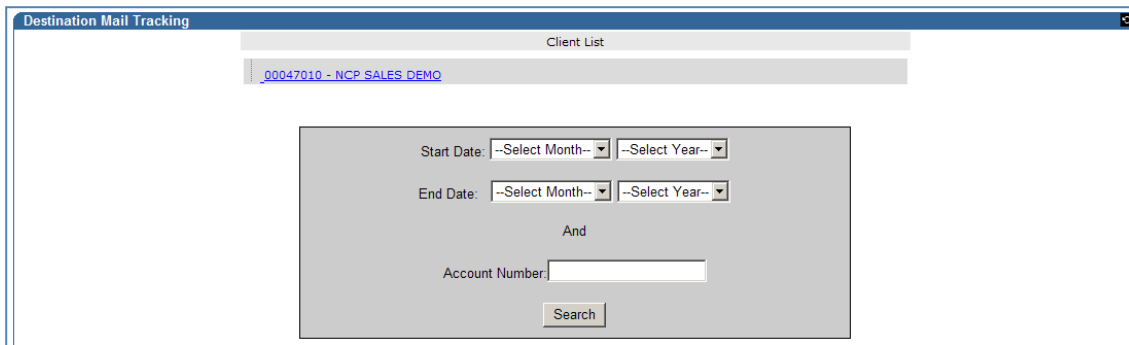 Destination Mail Tracking
Client List
00047010 - NCP SALES DEMO
Start Date: --Select Month-- --Select Year--
End Date: --Select Month-- --Select Year--
And
Account Number:
Search